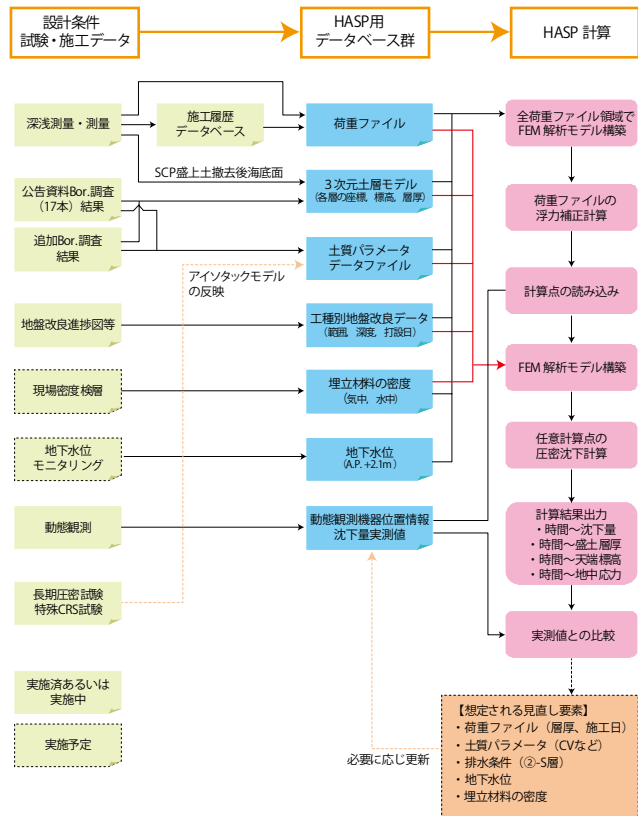 設計条件
試験・施工データ
HASP用
データベース群
HASP 計算
深浅測量・測量
施工履歴
データベース
荷重ファイル
全荷重ファイル領域で
FEM 解析モデル構築
SCP盛上土撤去後海底面
公告資料Bor.調査
（17本）結果
3次元土層モデル
（各層の座標，標高，層厚）
荷重ファイルの
浮力補正計算
追加Bor.調査
結果
土質パラメータ
データファイル
アイソタックモデル
の反映
計算点の読み込み
地盤改良進捗図等
工種別地盤改良データ
（範囲，深度，打設日）
FEM 解析モデル構築
現場密度検層
埋立材料の密度
（気中，水中）
任意計算点の
圧密沈下計算
地下水位
モニタリング
地下水位
（A.P. +2.1m）
動態観測
動態観測機器位置情報
沈下量実測値
計算結果出力
・時間～沈下量
・時間～盛土層厚
・時間～天端標高
・時間～地中応力
長期圧密試験
特殊CRS試験
実測値との比較
実施済あるいは
実施中
実施予定
必要に応じ更新
【想定される見直し要素】
・荷重ファイル（層厚、施工日）
・土質パラメータ（CVなど）
・排水条件（②-S層）
・地下水位
・埋立材料の密度